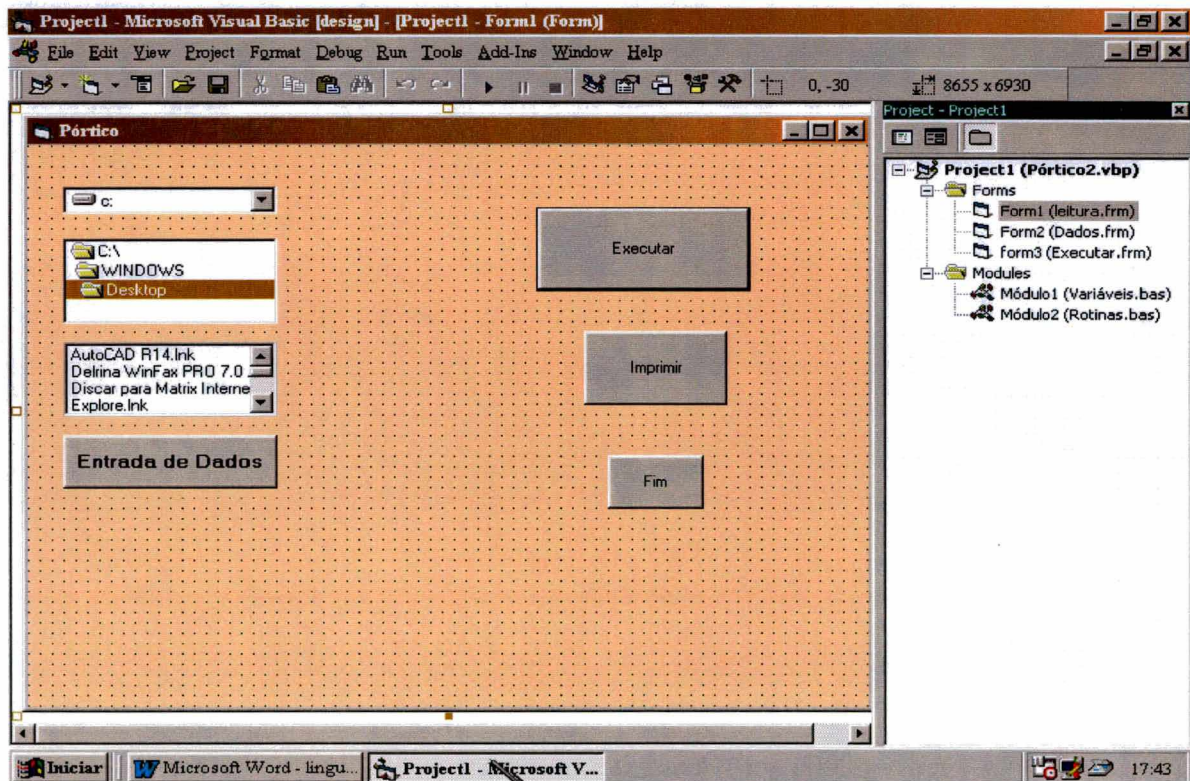 Project1 - Microsoft Visual Basic [design] - [Project1 - Form1 (Form)]
File Edit View Project Format Debug Run Tools Add-Ins Window Help
0, -30
8655 x 6930
Pórtico
c:
C:\
WINDOWS
Desktop
AutoCAD R14.lnk
Delrina WinFax PRO 7.0
Discar para Matrix Interne
Explore.lnk
Entrada de Dados
Executar
Imprimir
Fim
Project - Project1
Project1 (Pórtico2.vbp)
Forms
Form1 (leitura.frm)
Form2 (Dados.frm)
form3 (Executar.frm)
Modules
Módulo1 (Variáveis.bas)
Módulo2 (Rotinas.bas)
Iniciar
Microsoft Word - lingu...
Project1 - Microsoft V...
17:43